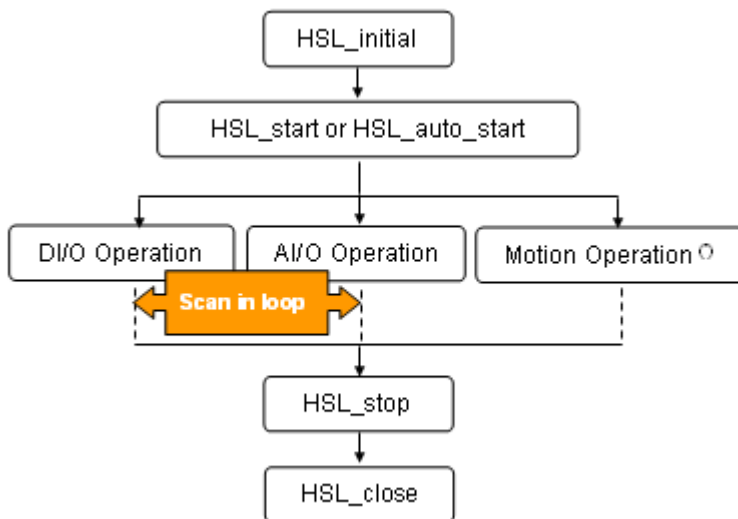 HSL_initial
HSL_start or HSL_auto_start
DI/O Operation
AI/O Operation
Motion Operation
Scan in loop
HSL_stop
HSL_close